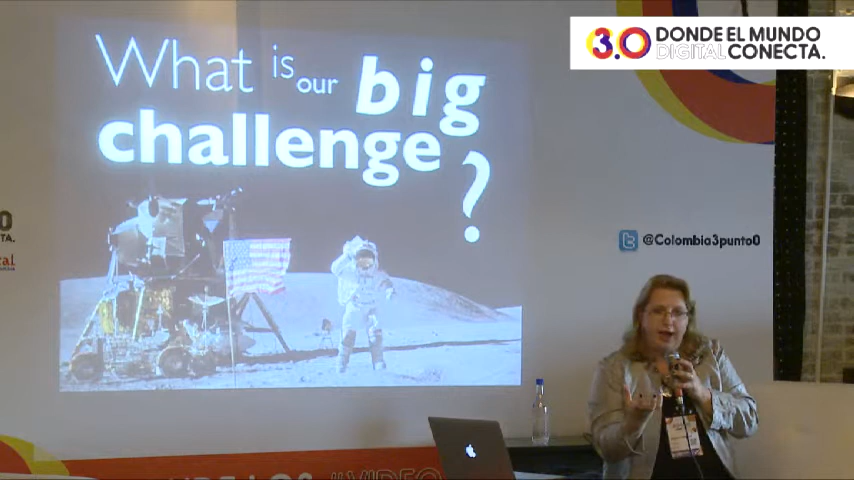 What is our big
challenge
?
3.0 DONDE EL MUNDO
DIGITAL CONECTA.
@Colombia3punto0